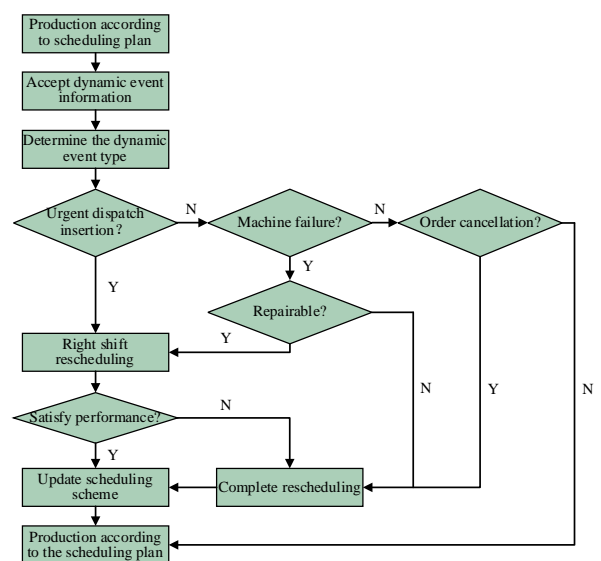 Production according
to scheduling plan
Accept dynamic event
information
Determine the dynamic
event type
Urgent dispatch
insertion?
N
Machine failure?
N
Order cancellation?
Y
Y
Repairable?
Right shift
rescheduling
Y
N
Y
N
Satisfy performance?
N
Y
Update scheduling
scheme
Complete rescheduling
Production according
to the scheduling plan